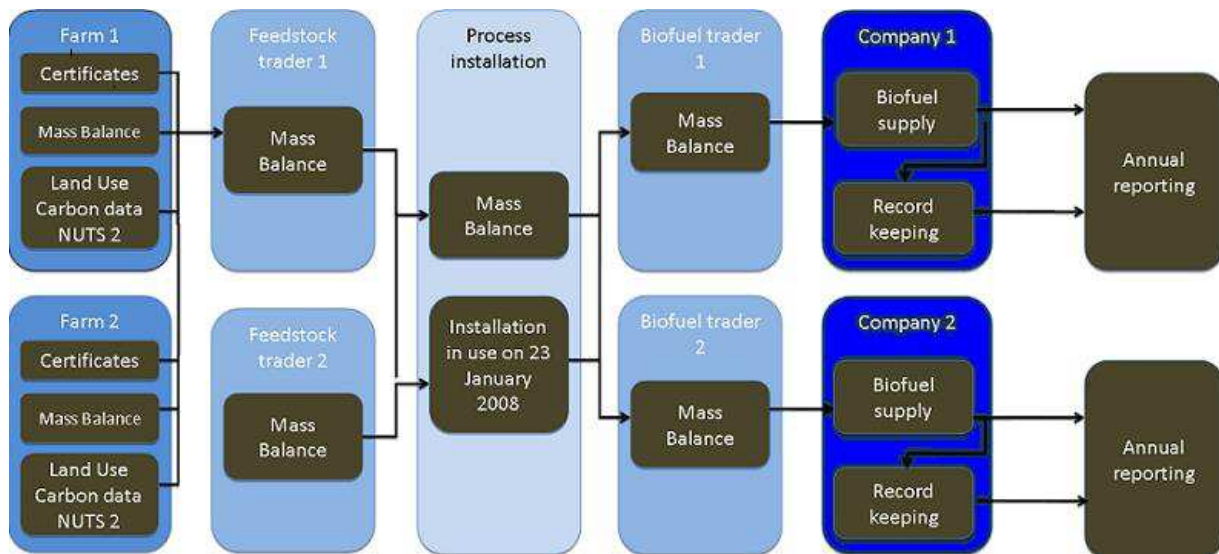 Farm 1
Certificates
Mass Balance
Land Use
Carbon data
NUTS 2
Feedstock
trader 1
Mass
Balance
Process
installation
Mass
Balance
Installation
in use on 23
January
2008
Biofuel trader
1
Mass
Balance
Company 1
Biofuel
supply
Record
keeping
Annual
reporting
Farm 2
Certificates
Mass Balance
Land Use
Carbon data
NUTS 2
Feedstock
trader 2
Mass
Balance
Biofuel trader
2
Mass
Balance
Company 2
Biofuel
supply
Record
keeping
Annual
reporting